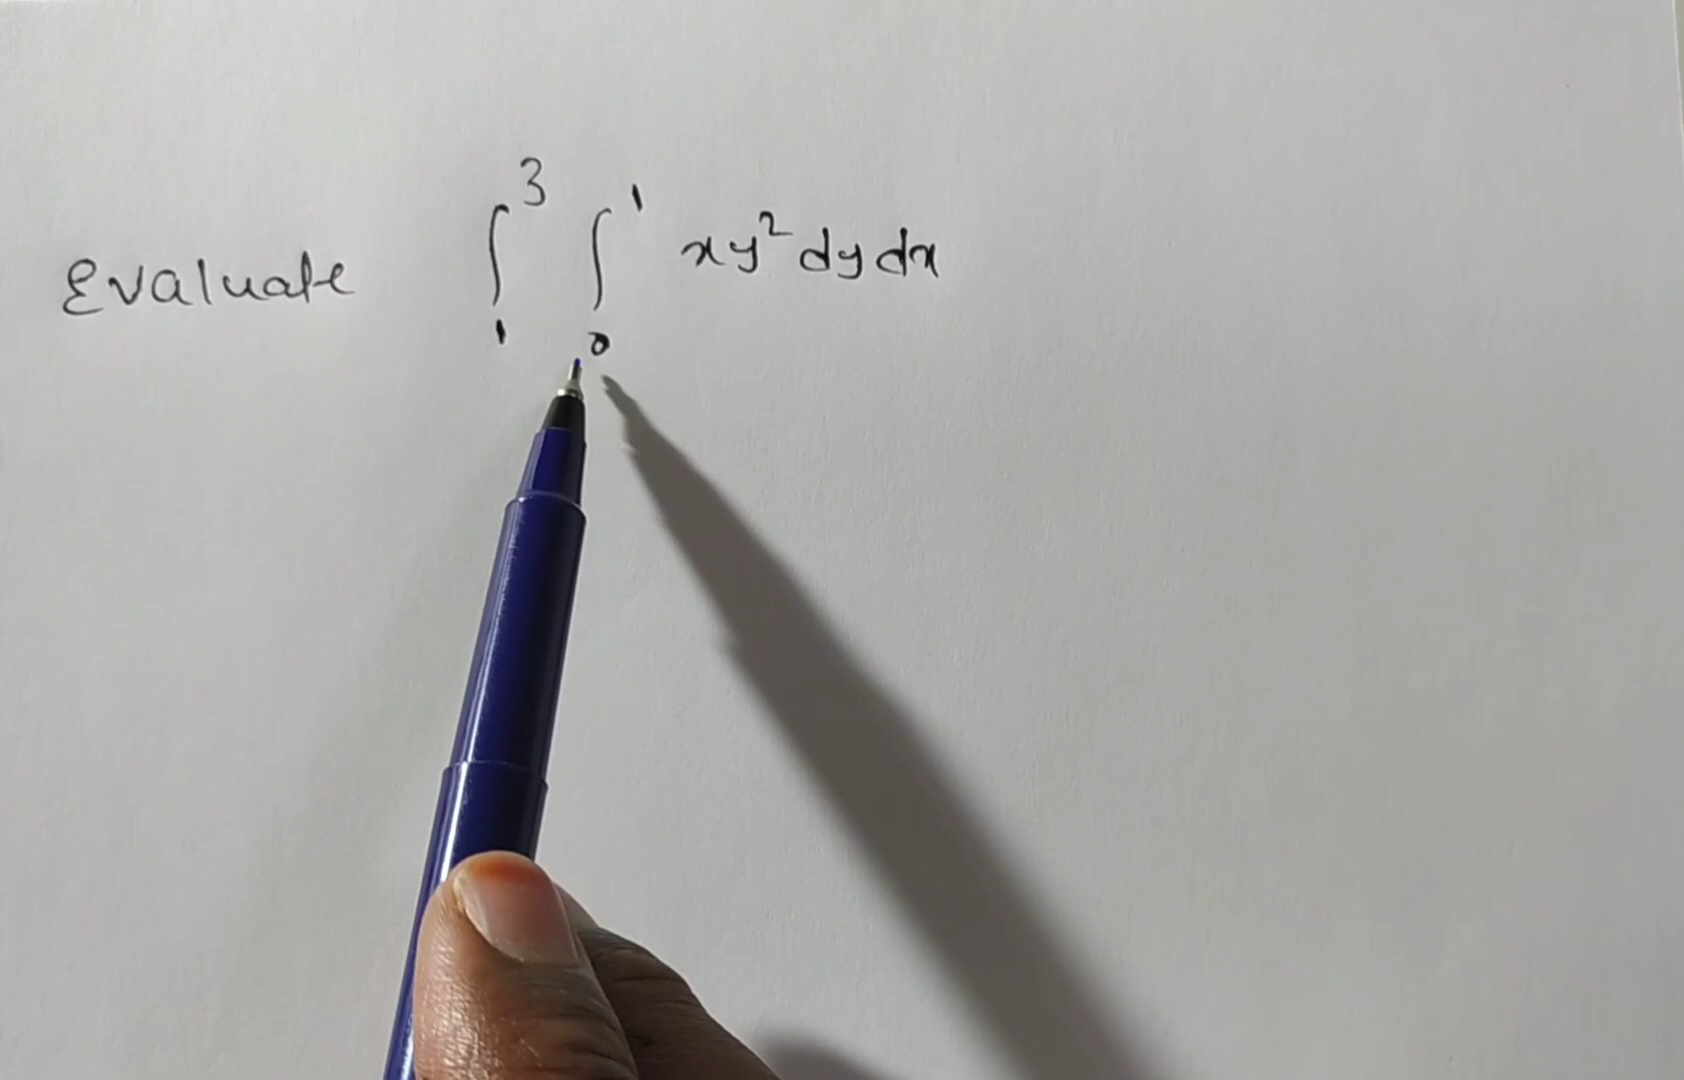 Evaluate ∫₁³ ∫₀¹ xy² dy dx